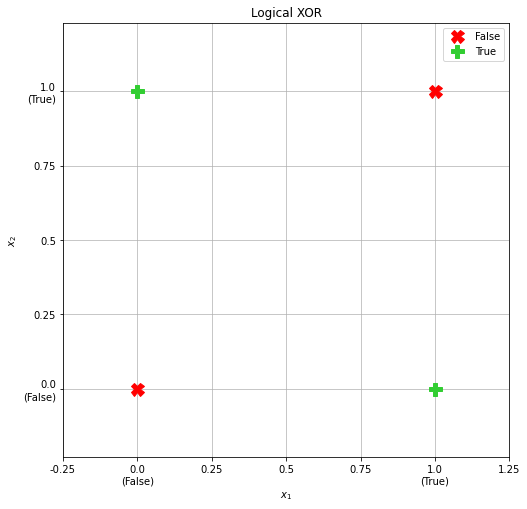 Logical XOR
False
True
1.0
(True)
0.75
0.5
0.25
0.0
(False)
x₂
-0.25
0.0
(False)
0.25
0.5
0.75
1.0
(True)
1.25
x₁